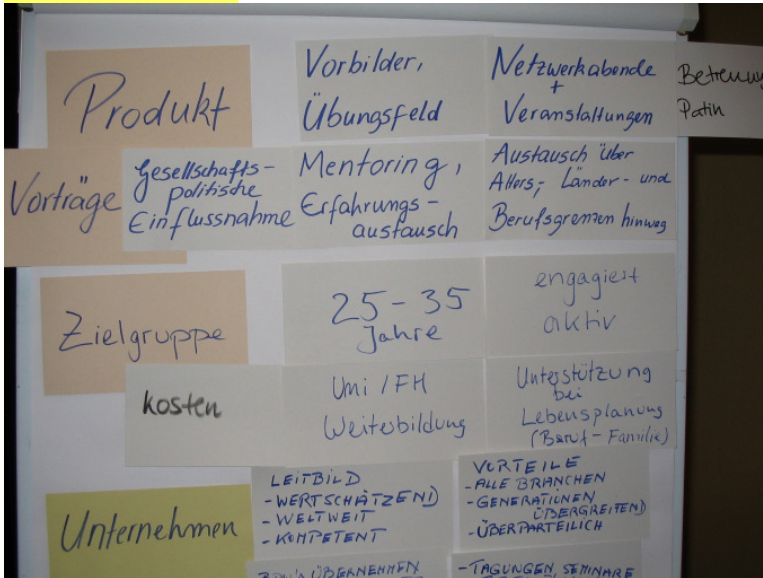 Produkt
Vorbilder,
Übungsfeld
Netzwerkabende
+
Veranstaltungen
Betreuung
Patin
Vorträge
Gesellschafts-
politische
Einflussnahme
Mentoring,
Erfahrungs-
austausch
Austausch über
Alters-, Länder- und
Berufsgrenzen hinweg
Zielgruppe
25-35
Jahre
engagiert
aktiv
Kosten
Uni / FH
Weiterbildung
Unterstützung
bei
Lebensplanung
(Beruf - Familie)
Unternehmen
LEITBILD
- WERTSCHÄTZEND
- WELTWEIT
- KOMPETENT
VORTEILE
- ALLE BRANCHEN
- GENERATIONEN
ÜBERGREIFEND
- ÜBERPARTEILICH
ÜBERNEHMEN
- TAGUNGEN, SEMINARE